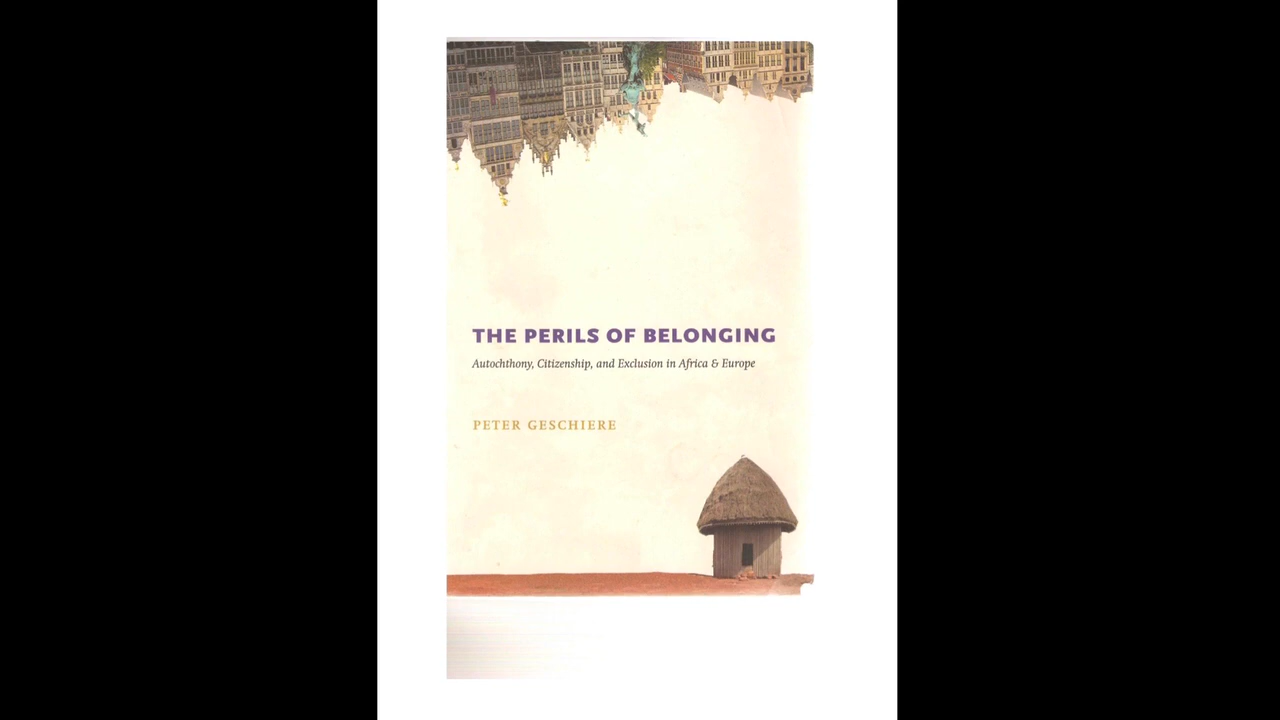 THE PERILS OF BELONGING
Autochthony, Citizenship, and Exclusion in Africa & Europe
PETER GESCHIERE